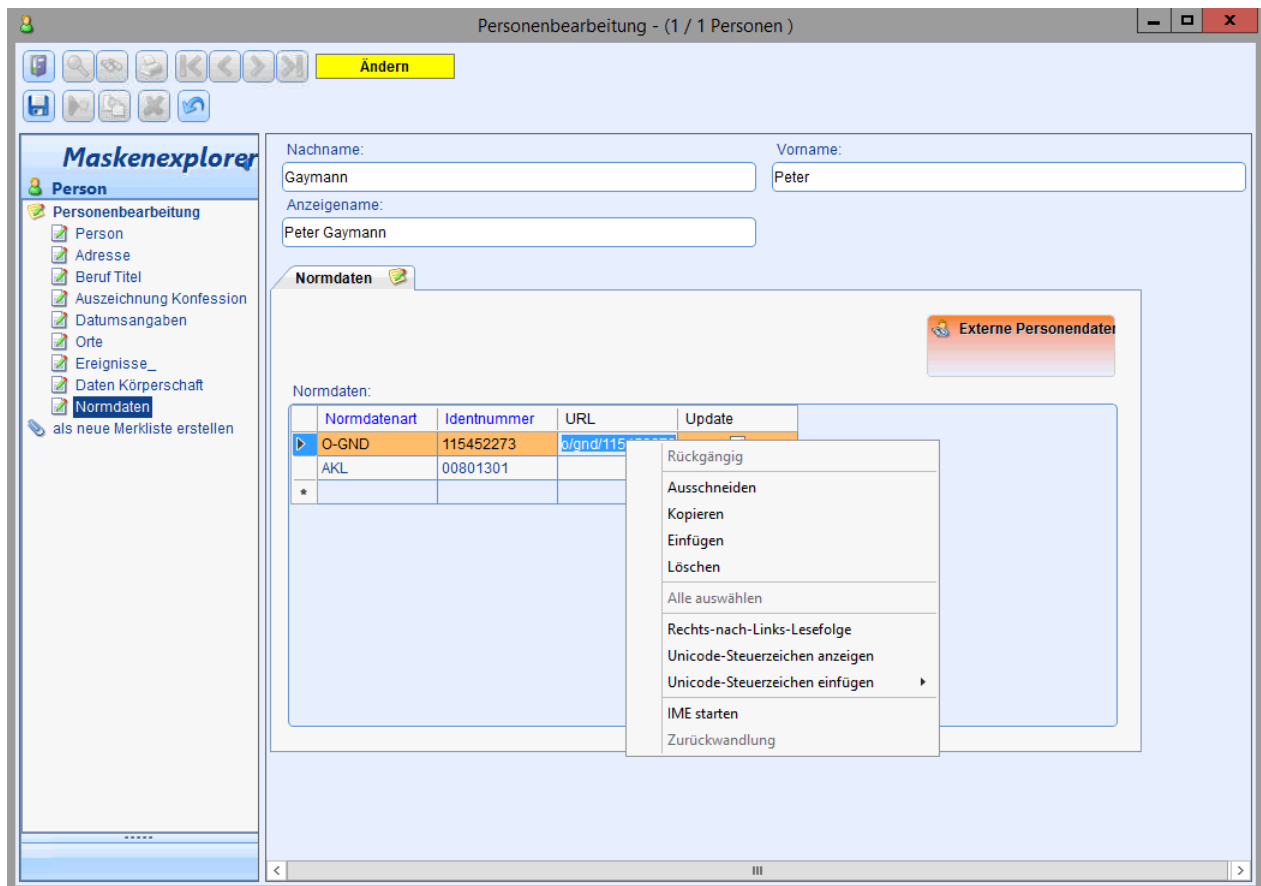 Personenbearbeitung - (1 / 1 Personen )
Ändern
Maskenexplorer
Person
Personenbearbeitung
Person
Adresse
Beruf Titel
Auszeichnung Konfession
Datumsangaben
Orte
Ereignisse_
Daten Körperschaft
Normdaten
als neue Merkliste erstellen
Nachname: Vorname:
Gaymann Peter
Anzeigename:
Peter Gaymann
Normdaten
Externe Personendaten
Normdaten:
Normdatenart Identnummer URL Update
O-GND 115452273 o/gnd/115
AKL 00801301
*
Rückgängig
Ausschneiden
Kopieren
Einfügen
Löschen
Alle auswählen
Rechts-nach-Links-Lesefolge
Unicode-Steuerzeichen anzeigen
Unicode-Steuerzeichen einfügen
IME starten
Zurückwandlung